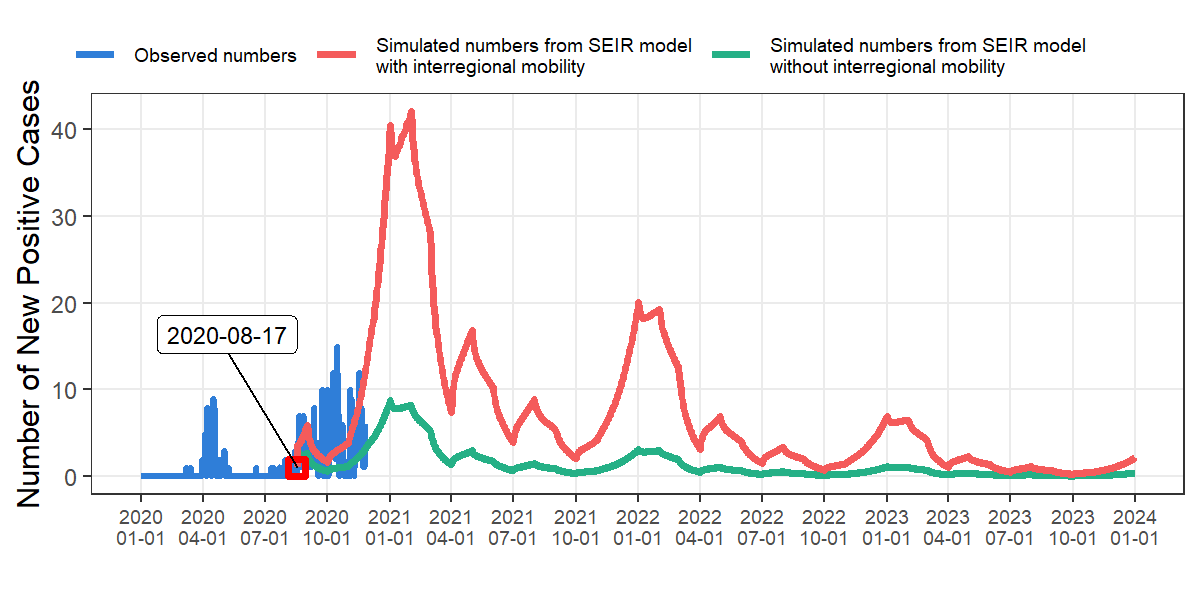 Observed numbers
Simulated numbers from SEIR model
with interregional mobility
Simulated numbers from SEIR model
without interregional mobility
Number of New Positive Cases
40
30
20
10
0
2020-08-17
2020 2020 2020 2020 2021 2021 2021 2021 2022 2022 2022 2022 2023 2023 2023 2023 2024
01-01 04-01 07-01 10-01 01-01 04-01 07-01 10-01 01-01 04-01 07-01 10-01 01-01 04-01 07-01 10-01 01-01